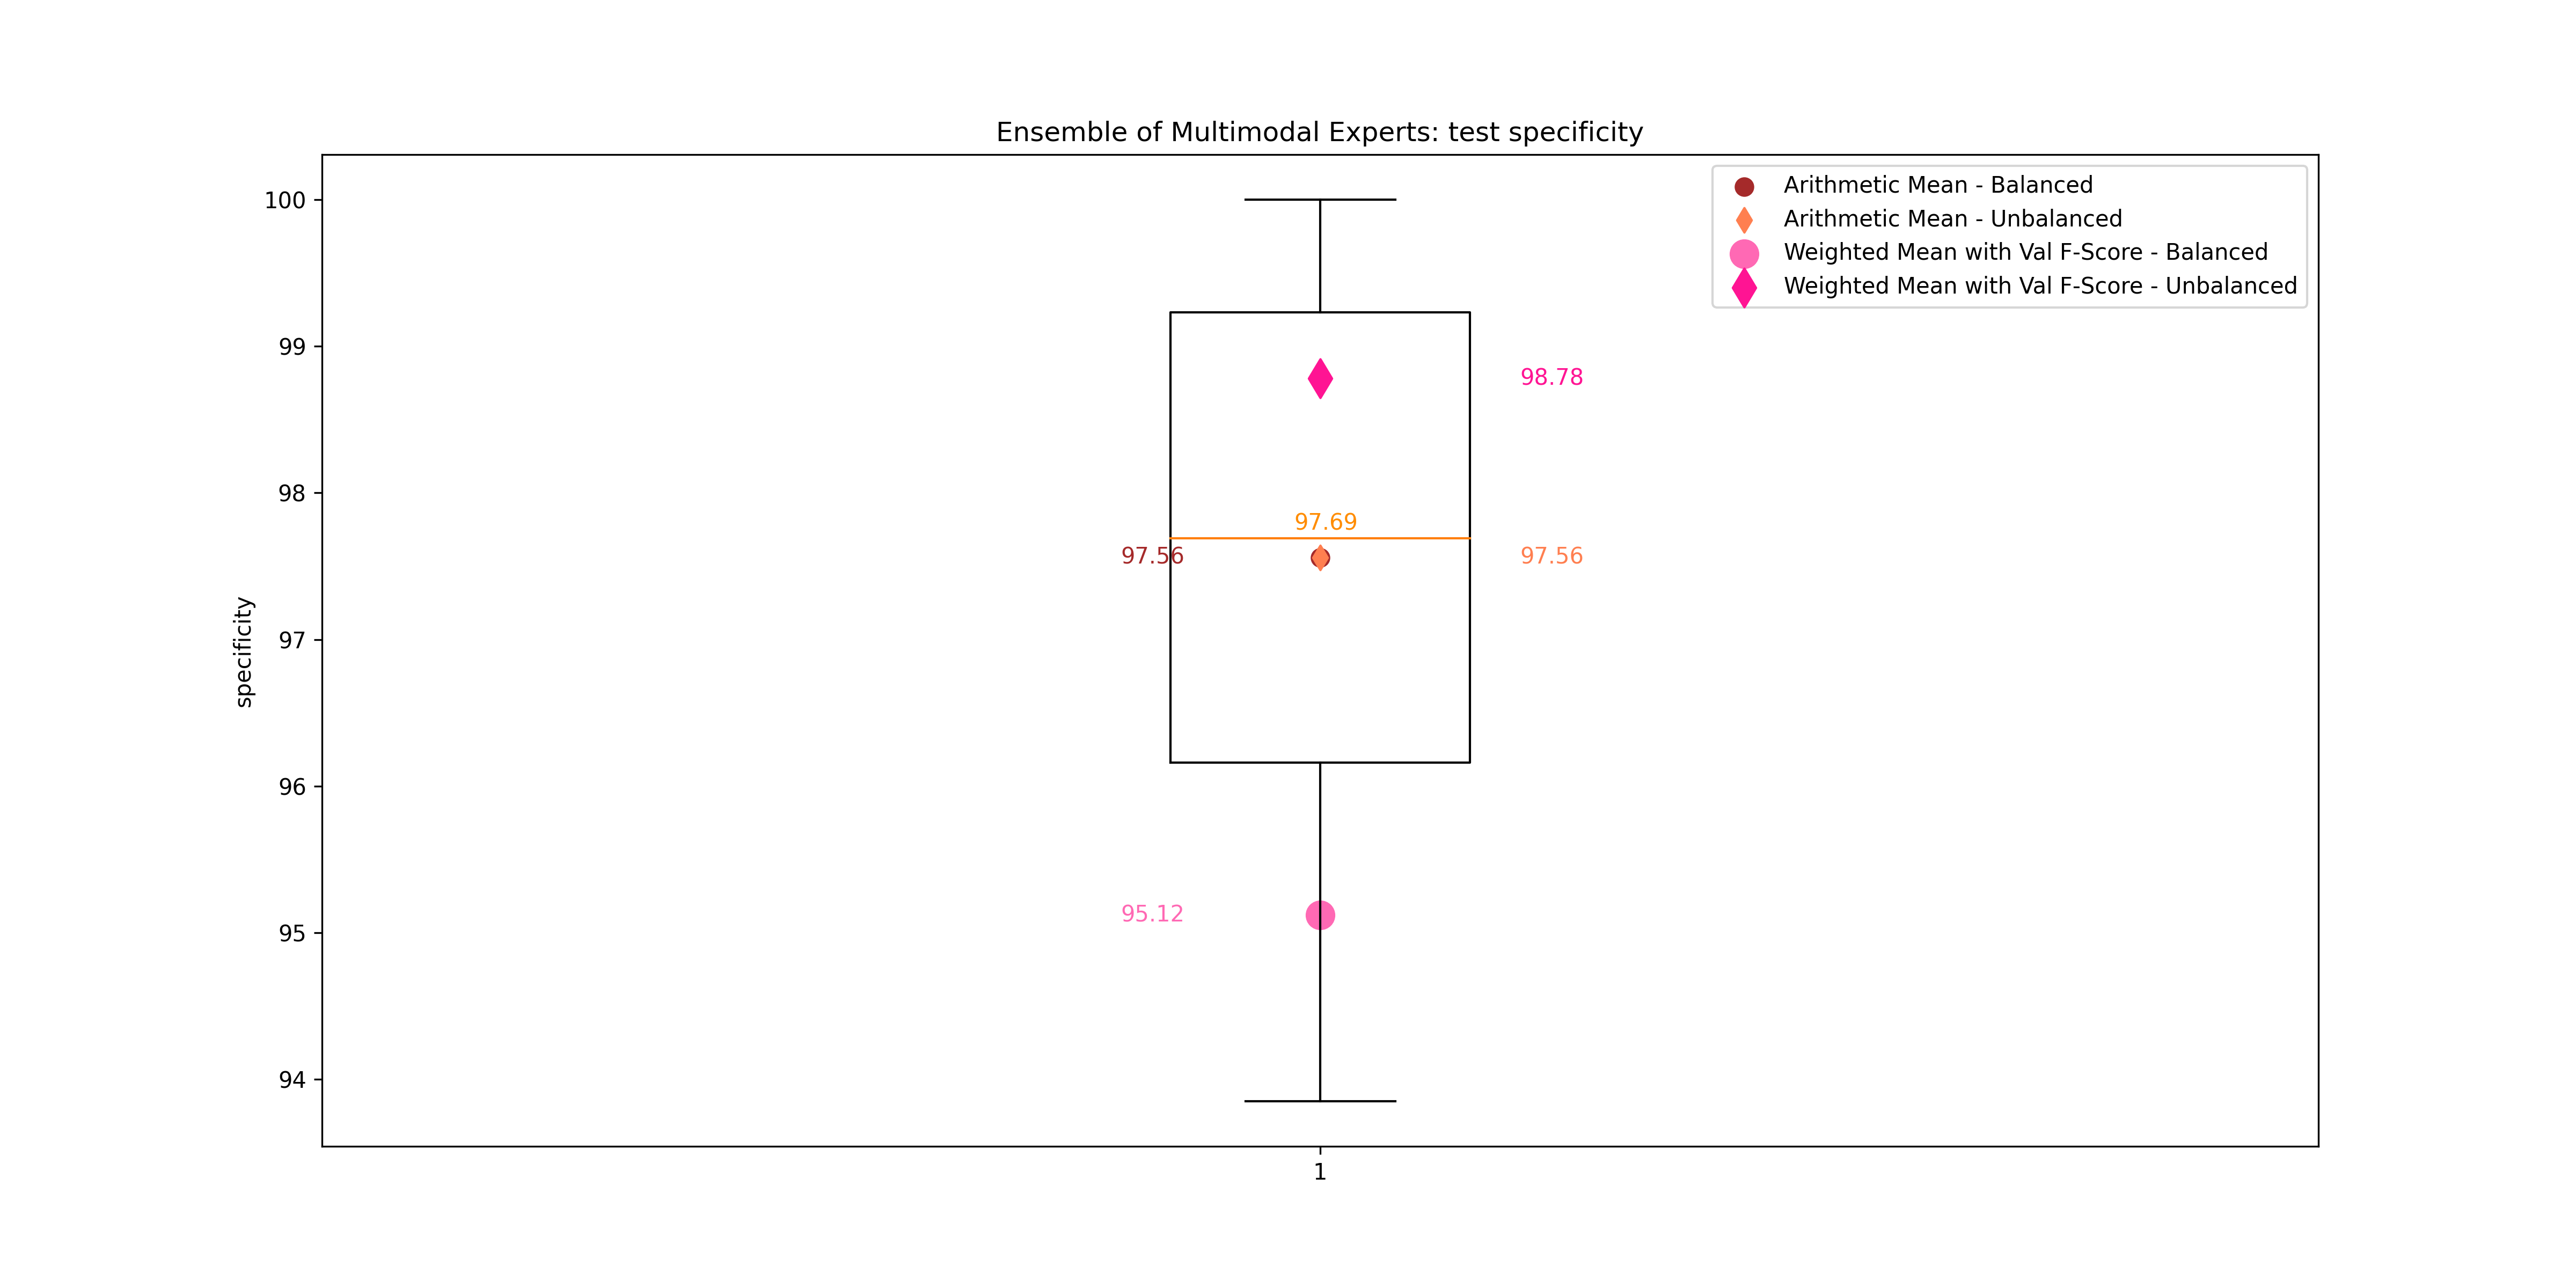 Ensemble of Multimodal Experts: test specificity
Arithmetic Mean - Balanced
Arithmetic Mean - Unbalanced
Weighted Mean with Val F-Score - Balanced
Weighted Mean with Val F-Score - Unbalanced
100
99
98
97
96
95
94
specificity
98.78
97.69
97.56
97.56
95.12
1